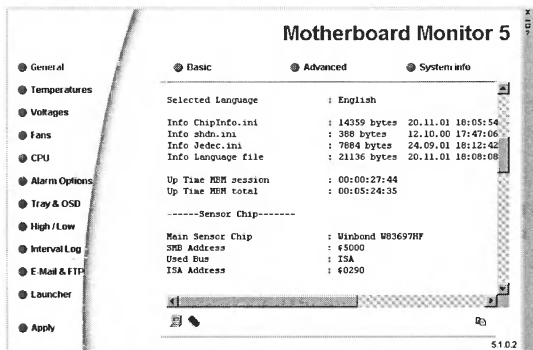 Motherboard Monitor 5
General
Temperatures
Voltages
Fans
CPU
Alarm Options
Tray & OSD
High / Low
Interval Log
E-Mail & FTP
Launcher
Apply
Basic Advanced System info
Selected Language : English
Info ChipInfo.ini : 14359 bytes 20.11.01 18:05:54
Info shdn.ini : 388 bytes 12.10.00 17:47:06
Info Jedec.ini : 7884 bytes 24.09.01 18:12:42
Info Language file : 21136 bytes 20.11.01 18:08:08
Up Time MBM session : 00:00:27:44
Up Time MBM total : 00:05:24:35
------Sensor Chip-------
Main Sensor Chip : Winbond W83697HF
SMB Address : $5000
Used Bus : ISA
ISA Address : $0290
5.1.0.2